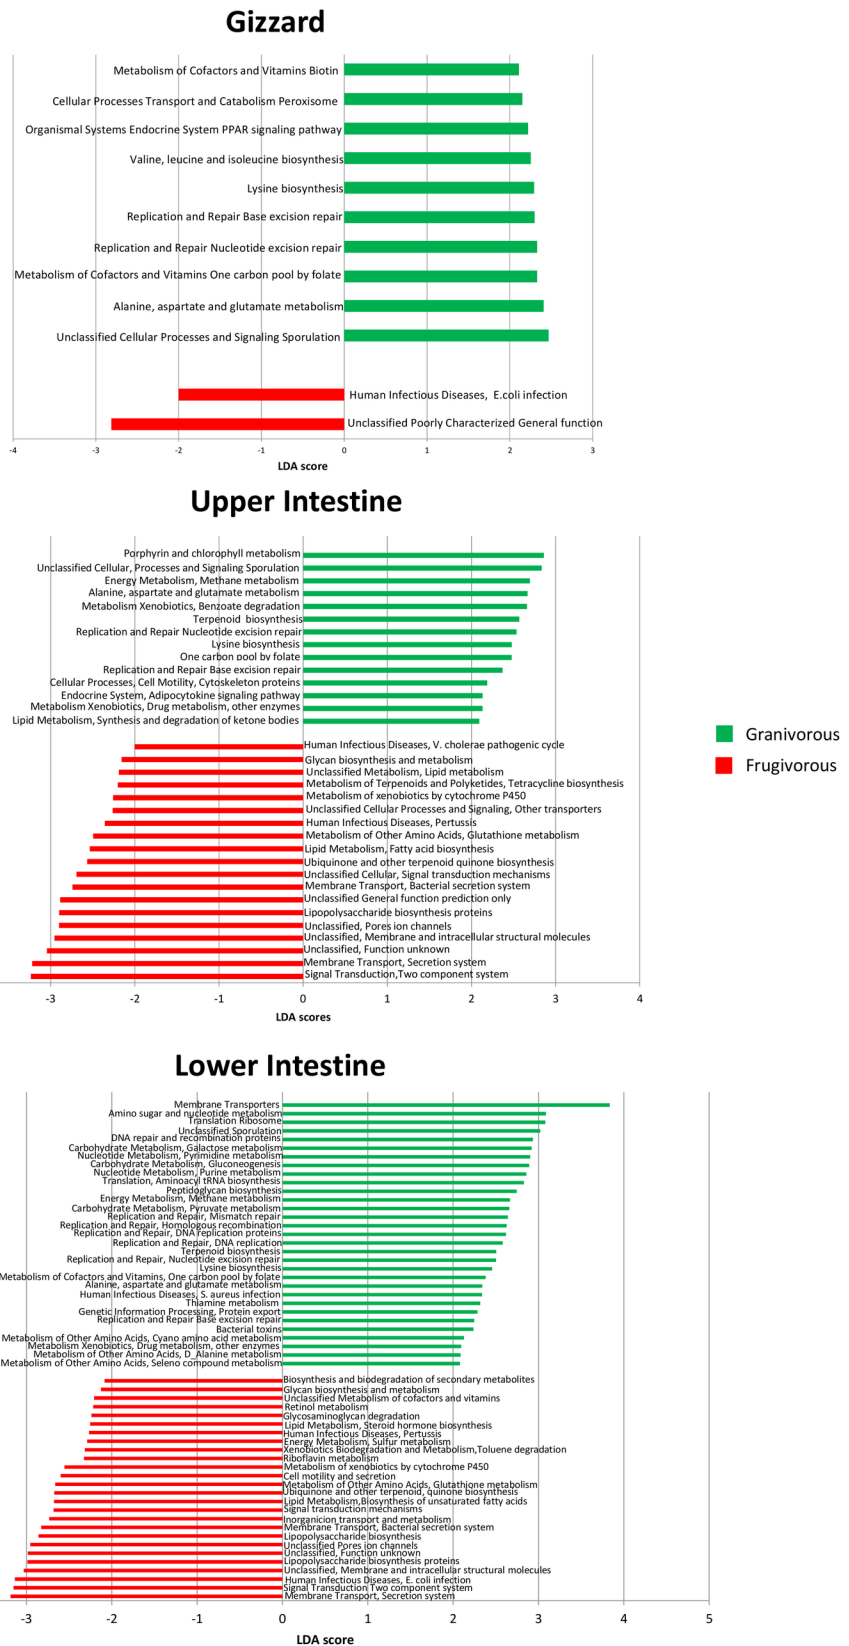 Gizzard
Metabolism of Cofactors and Vitamins Biotin
Cellular Processes Transport and Catabolism Peroxisome
Organismal Systems Endocrine System PPAR signaling pathway
Valine, leucine and isoleucine biosynthesis
Lysine biosynthesis
Replication and Repair Base excision repair
Replication and Repair Nucleotide excision repair
Metabolism of Cofactors and Vitamins One carbon pool by folate
Alanine, aspartate and glutamate metabolism
Unclassified Cellular Processes and Signaling Sporulation
Human Infectious Diseases, E.coli infection
Unclassified Poorly Characterized General function
-4 -3 -2 -1 0 1 2 3
LDA score
Upper Intestine
Porphyrin and chlorophyll metabolism
Unclassified Cellular, Processes and Signaling Sporulation
Energy Metabolism, Methane metabolism
Alanine, aspartate and glutamate metabolism
Metabolism Xenobiotics, Benzoate degradation
Terpenoid biosynthesis
Replication and Repair Nucleotide excision repair
Lysine biosynthesis
One carbon pool by folate
Replication and Repair Base excision repair
Cellular Processes, Cell Motility, Cytoskeleton proteins
Endocrine System, Adipocytokine signaling pathway
Metabolism Xenobiotics, Drug metabolism, other enzymes
Lipid Metabolism, Synthesis and degradation of ketone bodies
Granivorous
Frugivorous
Human Infectious Diseases, V. cholerae pathogenic cycle
Glycan biosynthesis and metabolism
Unclassified Metabolism, Lipid metabolism
Metabolism of Terpenoids and Polyketides, Tetracycline biosynthesis
Metabolism of xenobiotics by cytochrome P450
Unclassified Cellular Processes and Signaling, Other transporters
Human Infectious Diseases, Pertussis
Metabolism of Other Amino Acids, Glutathione metabolism
Lipid Metabolism, Fatty acid biosynthesis
Ubiquinone and other terpenoid quinone biosynthesis
Unclassified Cellular, Signal transduction mechanisms
Membrane Transport, Bacterial secretion system
Unclassified General function prediction only
Lipopolysaccharide biosynthesis proteins
Unclassified, Pores ion channels
Unclassified, Membrane and intracellular structural molecules
Unclassified, Function unknown
Membrane Transport, Secretion system
Signal Transduction,Two component system
-3 -2 -1 0 1 2 3 4
LDA scores
Lower Intestine
Membrane Transporters
Amino sugar and nucleotide metabolism
Translation Ribosome
Unclassified Sporulation
DNA repair and recombination proteins
Carbohydrate Metabolism, Galactose metabolism
Nucleotide Metabolism, Pyrimidine metabolism
Carbohydrate Metabolism, Gluconeogenesis
Nucleotide Metabolism, Purine metabolism
Translation, Aminoacyl tRNA biosynthesis
Peptidoglycan biosynthesis
Energy Metabolism, Methane metabolism
Carbohydrate Metabolism, Pyruvate metabolism
Replication and Repair, Mismatch repair
Replication and Repair, Homologous recombination
Replication and Repair, DNA replication proteins
Replication and Repair, DNA replication
Terpenoid biosynthesis
Replication and Repair, Nucleotide excision repair
Lysine biosynthesis
Metabolism of Cofactors and Vitamins, One carbon pool by folate
Alanine, aspartate and glutamate metabolism
Human Infectious Diseases, S. aureus infection
Thiamine metabolism
Genetic Information Processing, Protein export
Replication and Repair Base excision repair
Bacterial toxins
Metabolism of Other Amino Acids, Cyano amino acid metabolism
Metabolism Xenobiotics, Drug metabolism, other enzymes
Metabolism of Other Amino Acids, D_Alanine metabolism
Metabolism of Other Amino Acids, Seleno compound metabolism
Biosynthesis and biodegradation of secondary metabolites
Glycan biosynthesis and metabolism
Unclassified Metabolism of cofactors and vitamins
Retinol metabolism
Glycosaminoglycan degradation
Lipid Metabolism, Steroid hormone biosynthesis
Human Infectious Diseases, Pertussis
Energy Metabolism, Sulfur metabolism
Xenobiotics Biodegradation and Metabolism,Toluene degradation
Riboflavin metabolism
Metabolism of xenobiotics by cytochrome P450
Cell motility and secretion
Metabolism of Other Amino Acids, Glutathione metabolism
Ubiquinone and other terpenoid, quinone biosynthesis
Lipid Metabolism,Biosynthesis of unsaturated fatty acids
Signal transduction mechanisms
Inorganicion transport and metabolism
Membrane Transport, Bacterial secretion system
Lipopolysaccharide biosynthesis
Unclassified Pores ion channels
Unclassified, Function unknown
Lipopolysaccharide biosynthesis proteins
Unclassified, Membrane and intracellular structural molecules
Human Infectious Diseases, E. coli infection
Signal Transduction Two component system
Membrane Transport, Secretion system
-3 -2 -1 0 1 2 3 4 5
LDA score